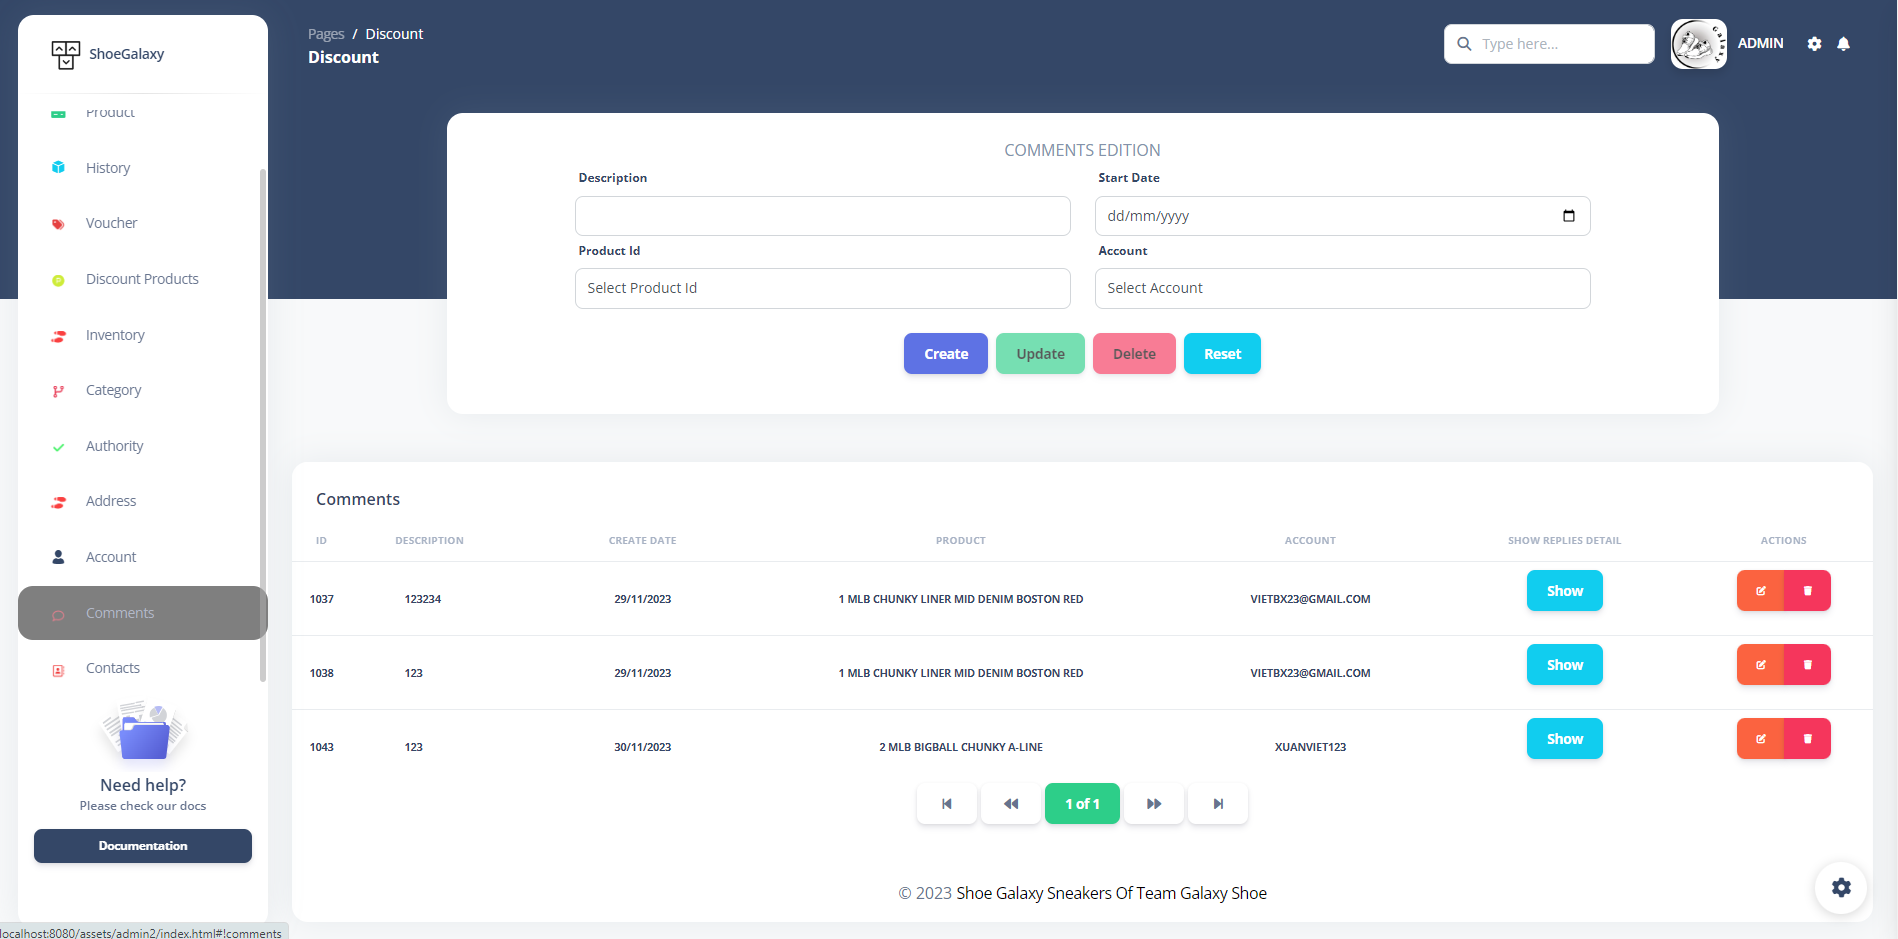 ShoeGalaxy
Product
History
Voucher
Discount Products
Inventory
Category
Authority
Address
Account
Comments
Contacts
Need help?
Please check our docs
Documentation
Pages / Discount
Discount
Type here...
ADMIN
COMMENTS EDITION
Description
Start Date
dd/mm/yyyy
Product Id
Account
Select Product Id
Select Account
Create Update Delete Reset
Comments
ID DESCRIPTION CREATE DATE PRODUCT ACCOUNT SHOW REPLIES DETAIL ACTIONS
1037 123234 29/11/2023 1 MLB CHUNKY LINER MID DENIM BOSTON RED VIETBX23@GMAIL.COM Show
1038 123 29/11/2023 1 MLB CHUNKY LINER MID DENIM BOSTON RED VIETBX23@GMAIL.COM Show
1043 123 30/11/2023 2 MLB BIGBALL CHUNKY A-LINE XUANVIET123 Show
1 of 1
© 2023 Shoe Galaxy Sneakers Of Team Galaxy Shoe
localhost:8080/assets/admin2/index.html#!comments